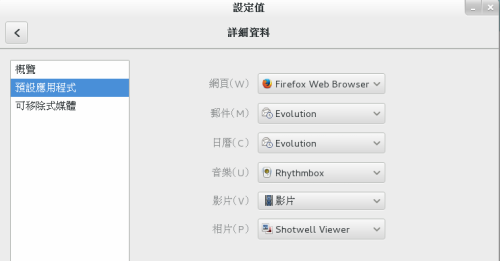 設定值
詳細資料
概覽
預設應用程式
可移除式媒體
網頁(W) Firefox Web Browser
郵件(M) Evolution
日曆(C) Evolution
音樂(U) Rhythmbox
影片(V) 影片
相片(P) Shotwell Viewer